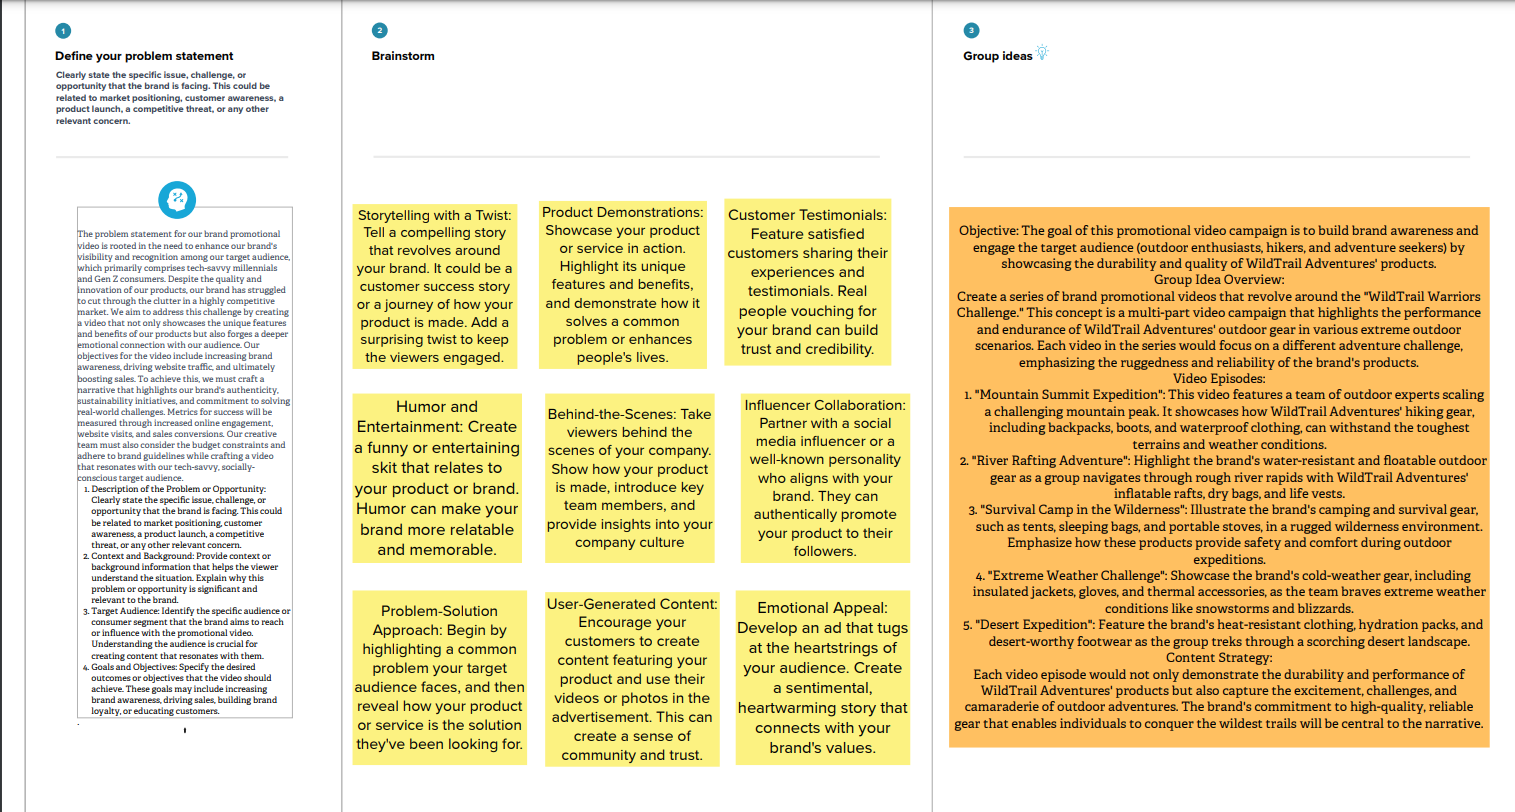 1
Define your problem statement
Clearly state the specific issue, challenge, or
opportunity that the brand is facing. This could be
related to market positioning, customer awareness, a
product launch, a competitive threat, or any other
relevant concern.
The problem statement for our brand promotional
video is rooted in the need to enhance our brand's
visibility and recognition among our target audience,
which primarily comprises tech-savvy millennials
and Gen Z consumers. Despite the quality and
innovation of our products, our brand has struggled
to cut through the clutter in a highly competitive
market. We aim to address this challenge by creating
a video that not only showcases the unique features
and benefits of our products but also forges a deeper
emotional connection with our audience. Our
objectives for the video include increasing brand
awareness, driving website traffic, and ultimately
boosting sales. To achieve this, we must craft a
narrative that highlights our brand's authenticity,
sustainability initiatives, and commitment to solving
real-world challenges. Metrics for success will be
measured through increased online engagement,
website visits, and sales conversions. Our creative
team must also consider the budget constraints and
adhere to brand guidelines while crafting a video
that resonates with our tech-savvy, socially-
conscious target audience.
1. Description of the Problem or Opportunity:
Clearly state the specific issue, challenge, or
opportunity that the brand is facing. This could
be related to market positioning, customer
awareness, a product launch, a competitive
threat, or any other relevant concern.
2. Context and Background: Provide context or
background information that helps the viewer
understand the situation. Explain why this
problem or opportunity is significant and
relevant to the brand.
3. Target Audience: Identify the specific audience or
consumer segment that the brand aims to reach
or influence with the promotional video.
Understanding the audience is crucial for
creating content that resonates with them.
4. Goals and Objectives: Specify the desired
outcomes or objectives that the video should
achieve. These goals may include increasing
brand awareness, driving sales, building brand
loyalty, or educating customers.
.
2
Brainstorm
Storytelling with a Twist:
Tell a compelling story
that revolves around
your brand. It could be a
customer success story
or a journey of how your
product is made. Add a
surprising twist to keep
the viewers engaged.
Product Demonstrations:
Showcase your product
or service in action.
Highlight its unique
features and benefits,
and demonstrate how it
solves a common
problem or enhances
people's lives.
Customer Testimonials:
Feature satisfied
customers sharing their
experiences and
testimonials. Real
people vouching for
your brand can build
trust and credibility.
Humor and
Entertainment: Create
a funny or entertaining
skit that relates to
your product or brand.
Humor can make your
brand more relatable
and memorable.
Behind-the-Scenes: Take
viewers behind the
scenes of your company.
Show how your product
is made, introduce key
team members, and
provide insights into your
company culture
Influencer Collaboration:
Partner with a social
media influencer or a
well-known personality
who aligns with your
brand. They can
authentically promote
your product to their
followers.
Problem-Solution
Approach: Begin by
highlighting a common
problem your target
audience faces, and then
reveal how your product
or service is the solution
they've been looking for.
User-Generated Content:
Encourage your
customers to create
content featuring your
product and use their
videos or photos in the
advertisement. This can
create a sense of
community and trust.
Emotional Appeal:
Develop an ad that tugs
at the heartstrings of
your audience. Create
a sentimental,
heartwarming story that
connects with your
brand's values.
3
Group ideas
Objective: The goal of this promotional video campaign is to build brand awareness and
engage the target audience (outdoor enthusiasts, hikers, and adventure seekers) by
showcasing the durability and quality of WildTrail Adventures' products.
Group Idea Overview:
Create a series of brand promotional videos that revolve around the "WildTrail Warriors
Challenge." This concept is a multi-part video campaign that highlights the performance
and endurance of WildTrail Adventures' outdoor gear in various extreme outdoor
scenarios. Each video in the series would focus on a different adventure challenge,
emphasizing the ruggedness and reliability of the brand's products.
Video Episodes:
1. "Mountain Summit Expedition": This video features a team of outdoor experts scaling
a challenging mountain peak. It showcases how WildTrail Adventures' hiking gear,
including backpacks, boots, and waterproof clothing, can withstand the toughest
terrains and weather conditions.
2. "River Rafting Adventure": Highlight the brand's water-resistant and floatable outdoor
gear as a group navigates through rough river rapids with WildTrail Adventures'
inflatable rafts, dry bags, and life vests.
3. "Survival Camp in the Wilderness": Illustrate the brand's camping and survival gear,
such as tents, sleeping bags, and portable stoves, in a rugged wilderness environment.
Emphasize how these products provide safety and comfort during outdoor
expeditions.
4. "Extreme Weather Challenge": Showcase the brand's cold-weather gear, including
insulated jackets, gloves, and thermal accessories, as the team braves extreme weather
conditions like snowstorms and blizzards.
5. "Desert Expedition": Feature the brand's heat-resistant clothing, hydration packs, and
desert-worthy footwear as the group treks through a scorching desert landscape.
Content Strategy:
Each video episode would not only demonstrate the durability and performance of
WildTrail Adventures' products but also capture the excitement, challenges, and
camaraderie of outdoor adventures. The brand's commitment to high-quality, reliable
gear that enables individuals to conquer the wildest trails will be central to the narrative.